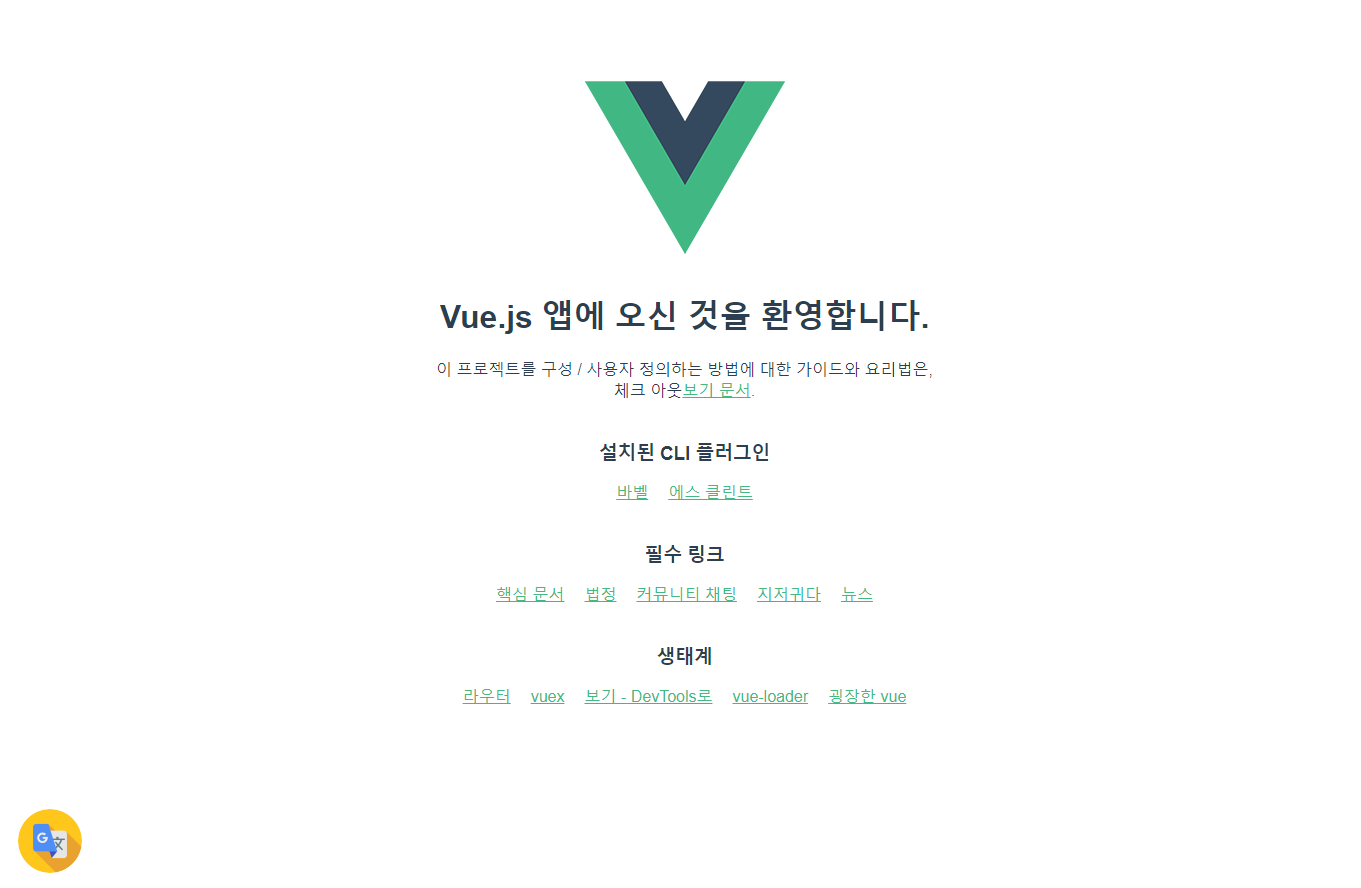 Vue.js 앱에 오신 것을 환영합니다.
이 프로젝트를 구성 / 사용자 정의하는 방법에 대한 가이드와 요리법은,
체크 아웃보기 문서.
설치된 CLI 플러그인
바벨 에스 클린트
필수 링크
핵심 문서 법정 커뮤니티 채팅 지저귀다 뉴스
생태계
라우터 vuex 보기 - DevTools로 vue-loader 굉장한 vue
G 文